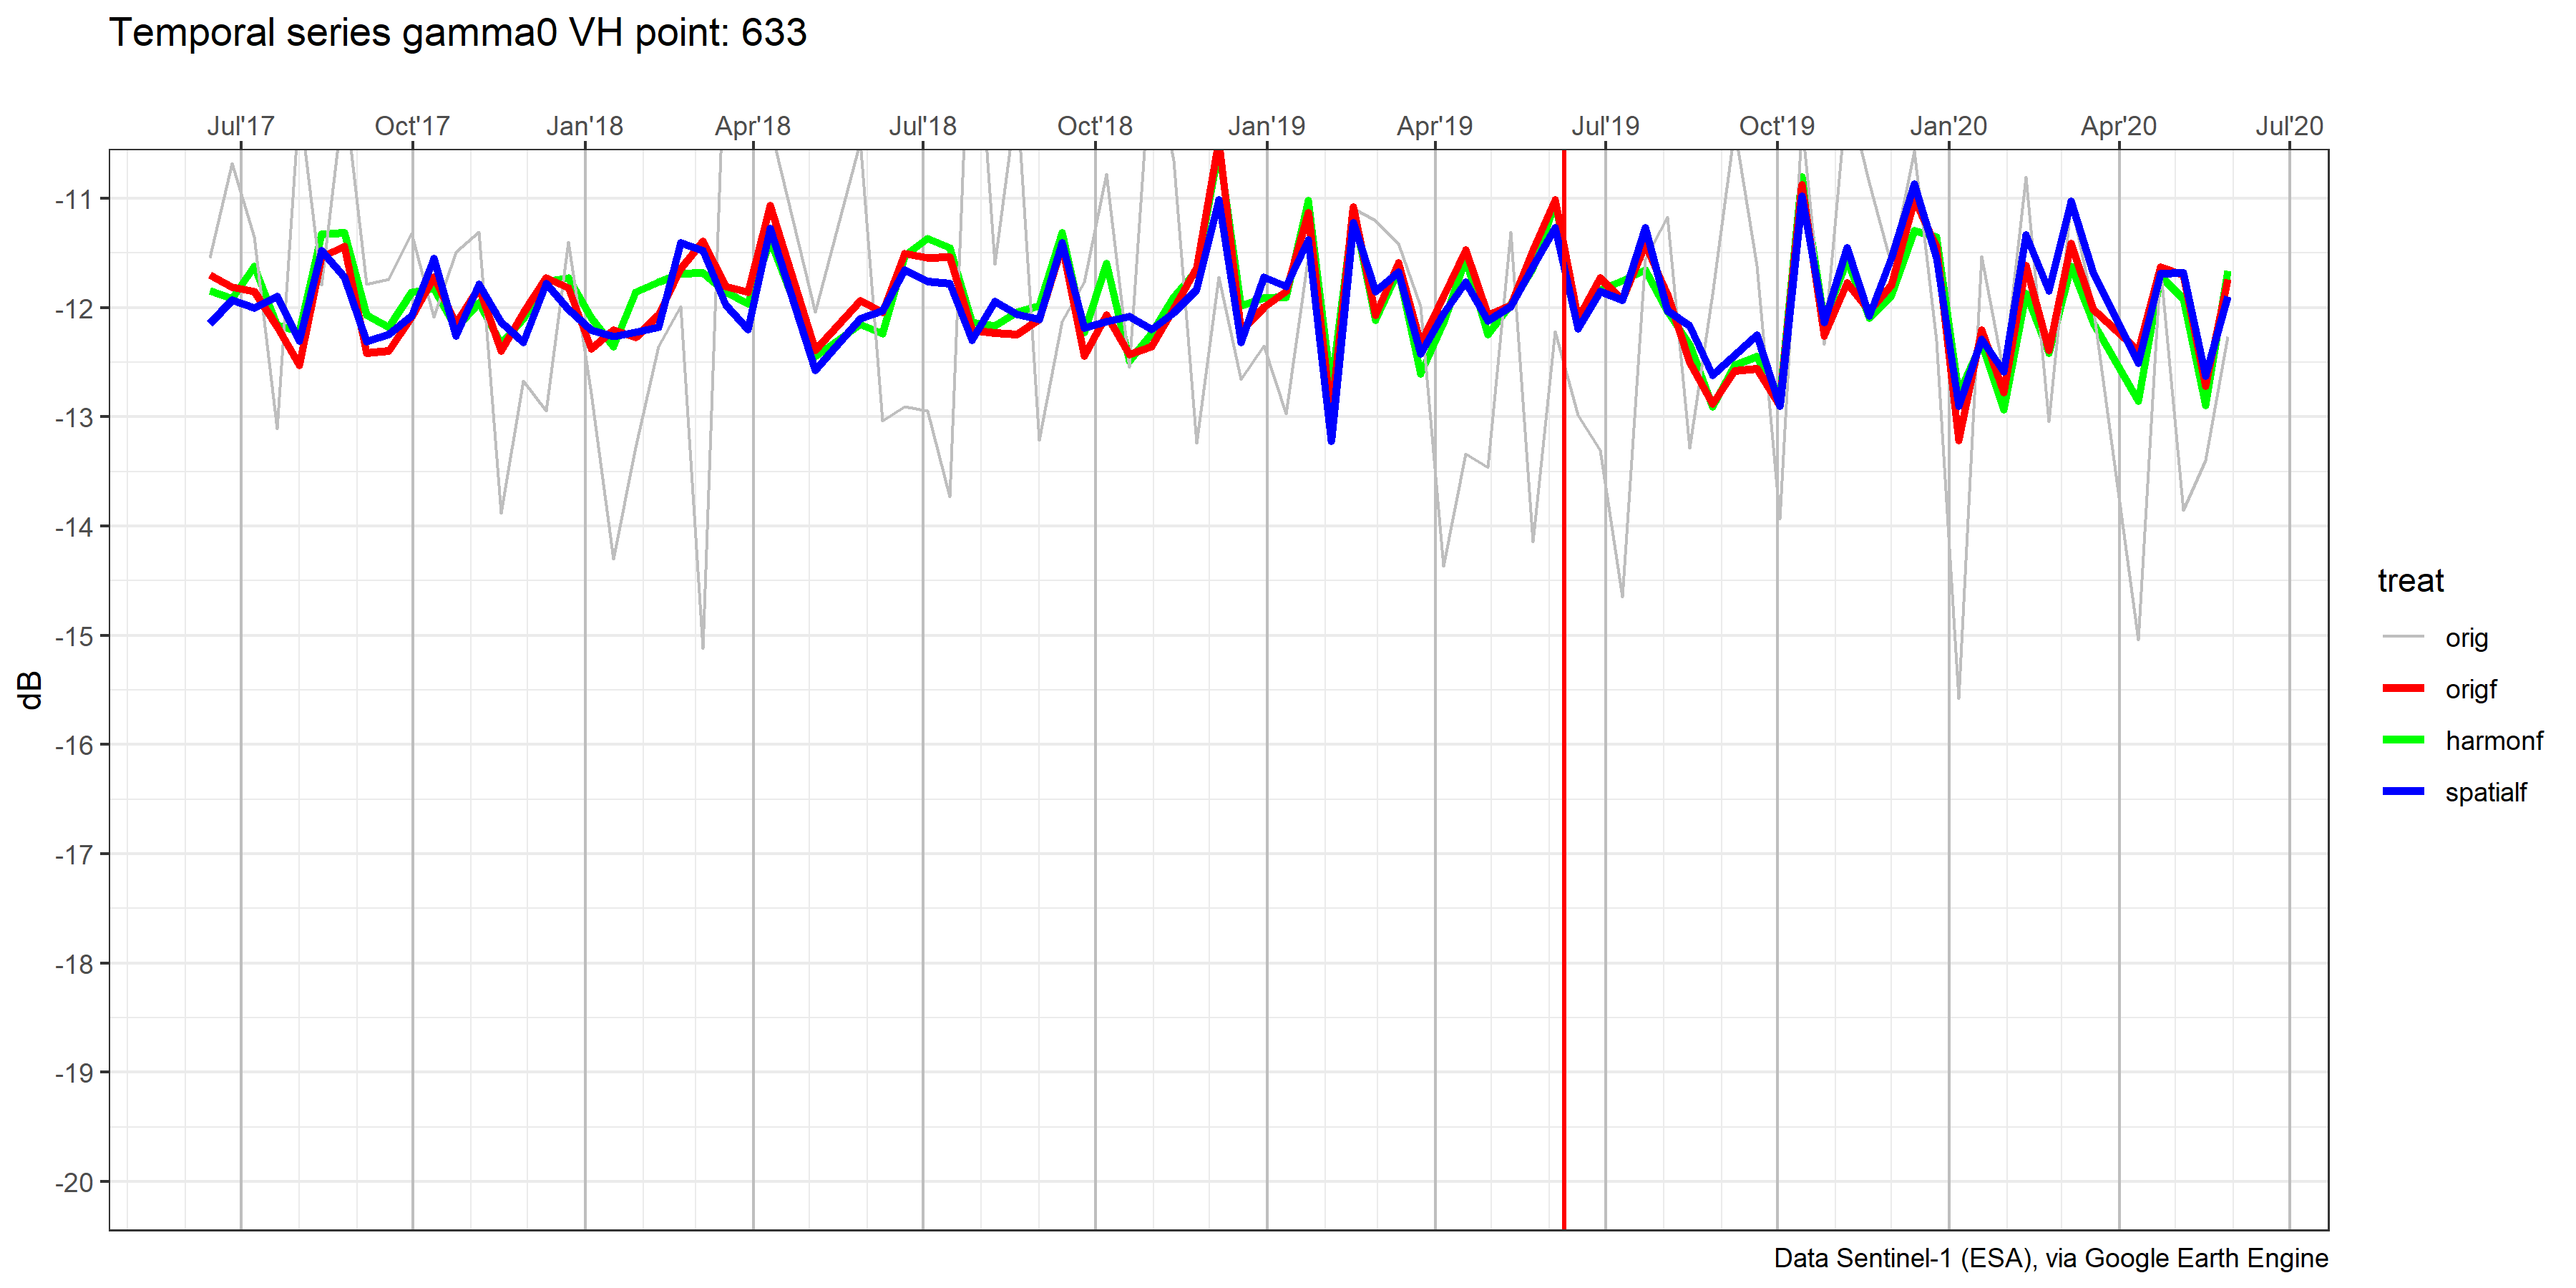 Temporal series gamma0 VH point: 633
Jul'17 Oct'17 Jan'18 Apr'18 Jul'18 Oct'18 Jan'19 Apr'19 Jul'19 Oct'19 Jan'20 Apr'20 Jul'20
-11
-12
-13
-14
-15
-16
-17
-18
-19
-20
dB
treat
orig
origf
harmonf
spatialf
Data Sentinel-1 (ESA), via Google Earth Engine